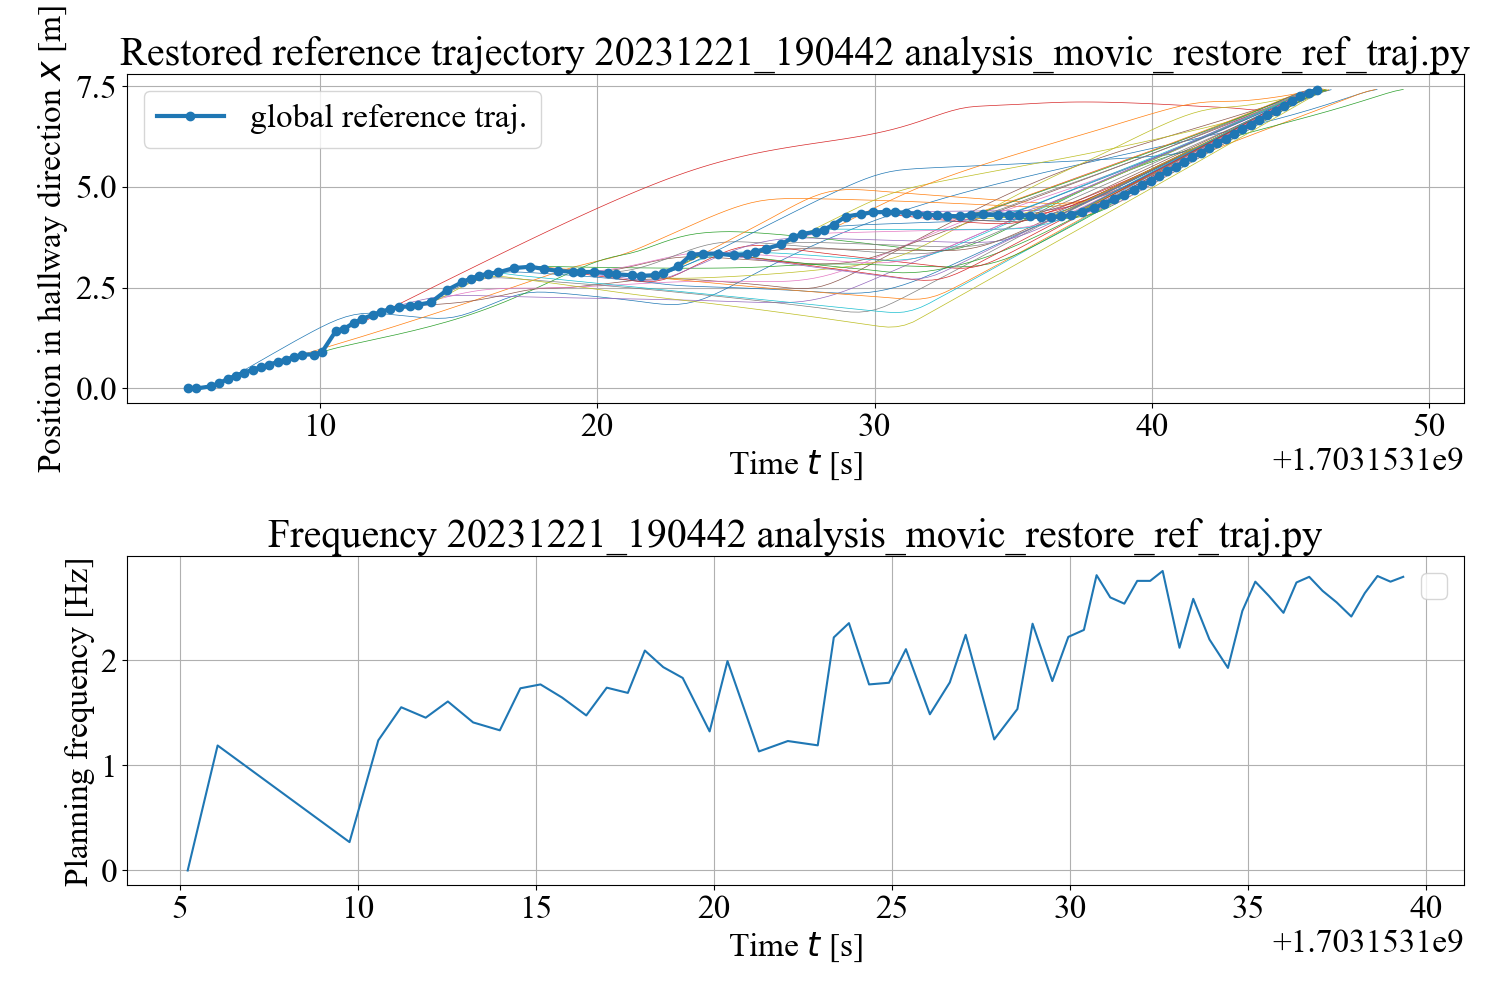 Restored reference trajectory 20231221_190442 analysis_movic_restore_ref_traj.py
Position in hallway direction x [m]
7.5
5.0
2.5
0.0
global reference traj.
10 20 30 40 50
Time t [s]
+1.7031531e9
Frequency 20231221_190442 analysis_movic_restore_ref_traj.py
Planning frequency [Hz]
2
1
0
5 10 15 20 25 30 35 40
Time t [s]
+1.7031531e9